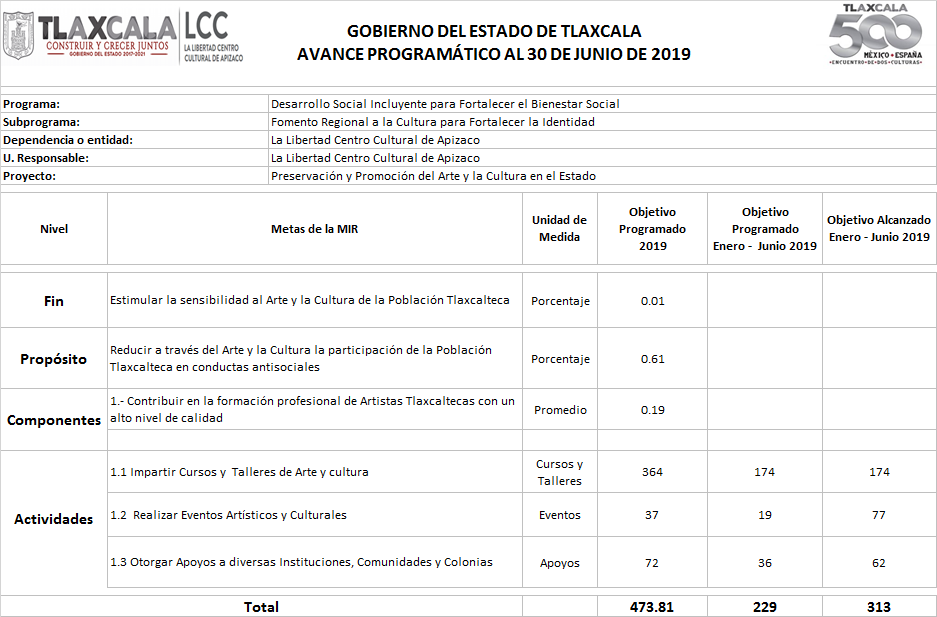 TLAXCALA
CONSTRUIR Y CRECER JUNTOS
GOBIERNO DEL ESTADO 2017-2021
LCC
LA LIBERTAD CENTRO
CULTURAL DE APIZACO
GOBIERNO DEL ESTADO DE TLAXCALA
AVANCE PROGRAMÁTICO AL 30 DE JUNIO DE 2019
TLAXCALA
500
MÉXICO • ESPAÑA
•ENCUENTRO•DE•DOS•CULTURAS•
Programa: Desarrollo Social Incluyente para Fortalecer el Bienestar Social
Subprograma: Fomento Regional a la Cultura para Fortalecer la Identidad
Dependencia o entidad: La Libertad Centro Cultural de Apizaco
U. Responsable: La Libertad Centro Cultural de Apizaco
Proyecto: Preservación y Promoción del Arte y la Cultura en el Estado
Nivel
Metas de la MIR
Unidad de
Medida
Objetivo
Programado
2019
Objetivo
Programado
Enero - Junio 2019
Objetivo Alcanzado
Enero - Junio 2019
Fin
Estimular la sensibilidad al Arte y la Cultura de la Población Tlaxcalteca
Porcentaje
0.01
Propósito
Reducir a través del Arte y la Cultura la participación de la Población
Tlaxcalteca en conductas antisociales
Porcentaje
0.61
Componentes
1.- Contribuir en la formación profesional de Artistas Tlaxcaltecas con un
alto nivel de calidad
Promedio
0.19
Actividades
1.1 Impartir Cursos y Talleres de Arte y cultura
Cursos y
Talleres
364
174
174
1.2 Realizar Eventos Artísticos y Culturales
Eventos
37
19
77
1.3 Otorgar Apoyos a diversas Instituciones, Comunidades y Colonias
Apoyos
72
36
62
Total
473.81
229
313